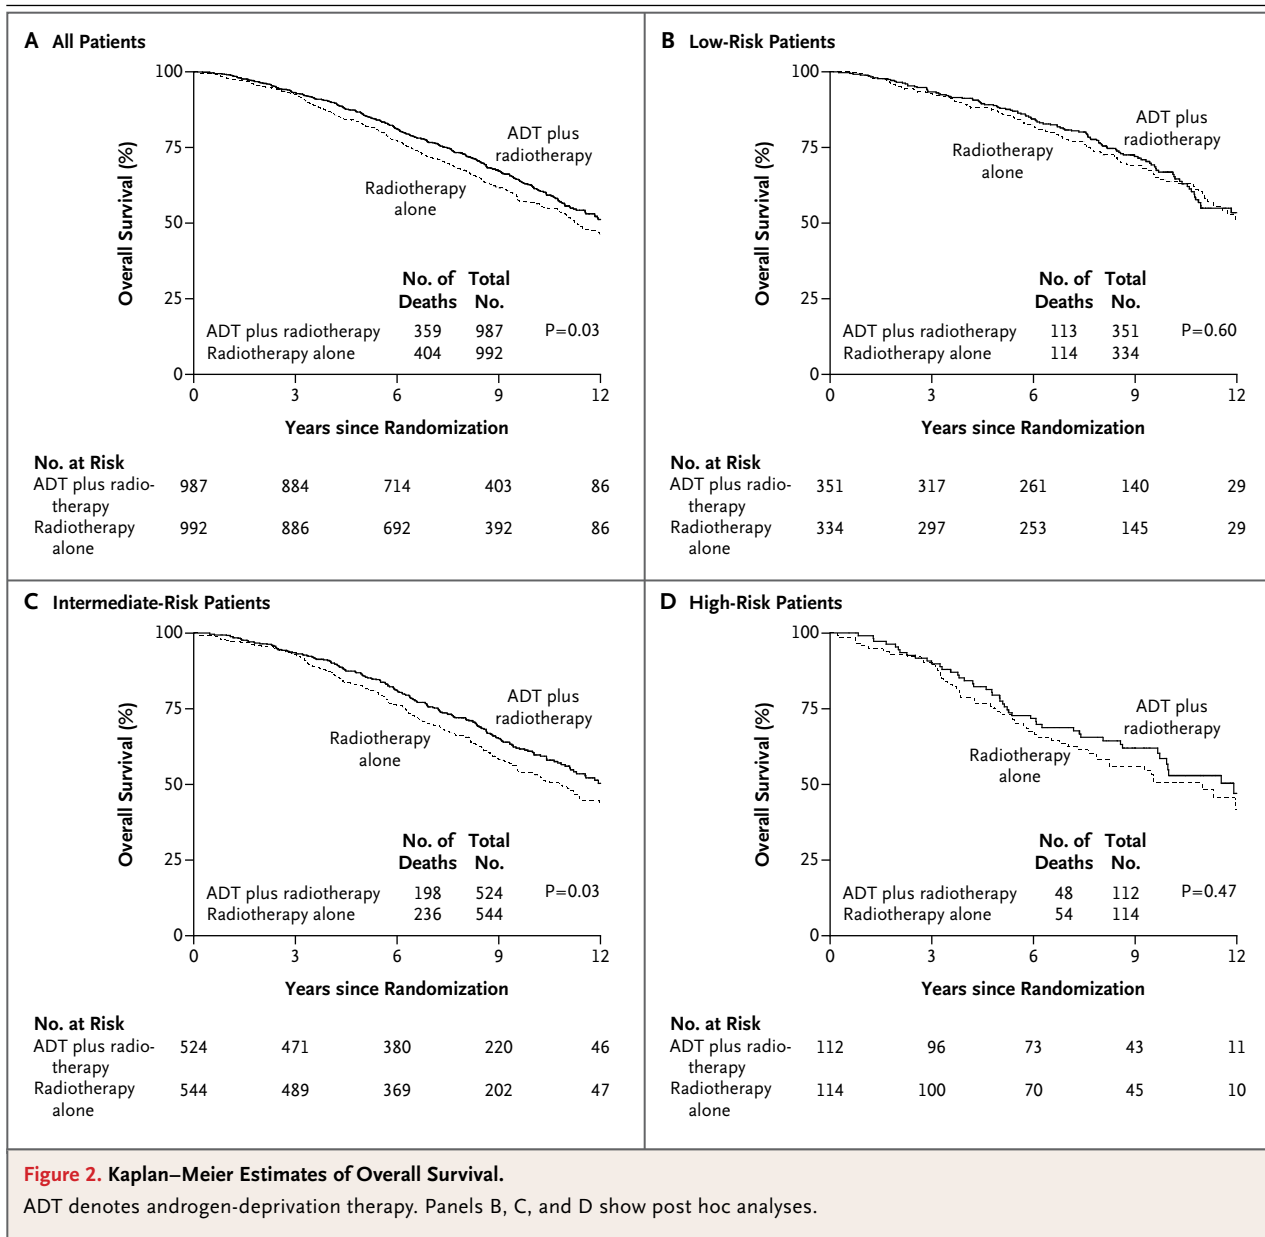 A All Patients
100
75
50
25
0
Overall Survival (%)
ADT plus
radiotherapy
Radiotherapy
alone
No. of Total
Deaths No.
ADT plus radiotherapy 359 987 P=0.03
Radiotherapy alone 404 992
0 3 6 9 12
Years since Randomization
No. at Risk
ADT plus radio- 987 884 714 403 86
therapy
Radiotherapy 992 886 692 392 86
alone
B Low-Risk Patients
100
75
50
25
0
Overall Survival (%)
ADT plus
radiotherapy
Radiotherapy
alone
No. of Total
Deaths No.
ADT plus radiotherapy 113 351 P=0.60
Radiotherapy alone 114 334
0 3 6 9 12
Years since Randomization
No. at Risk
ADT plus radio- 351 317 261 140 29
therapy
Radiotherapy 334 297 253 145 29
alone
C Intermediate-Risk Patients
100
75
50
25
0
Overall Survival (%)
ADT plus
radiotherapy
Radiotherapy
alone
No. of Total
Deaths No.
ADT plus radiotherapy 198 524 P=0.03
Radiotherapy alone 236 544
0 3 6 9 12
Years since Randomization
No. at Risk
ADT plus radio- 524 471 380 220 46
therapy
Radiotherapy 544 489 369 202 47
alone
D High-Risk Patients
100
75
50
25
0
Overall Survival (%)
ADT plus
radiotherapy
Radiotherapy
alone
No. of Total
Deaths No.
ADT plus radiotherapy 48 112 P=0.47
Radiotherapy alone 54 114
0 3 6 9 12
Years since Randomization
No. at Risk
ADT plus radio- 112 96 73 43 11
therapy
Radiotherapy 114 100 70 45 10
alone
Figure 2. Kaplan–Meier Estimates of Overall Survival.
ADT denotes androgen-deprivation therapy. Panels B, C, and D show post hoc analyses.